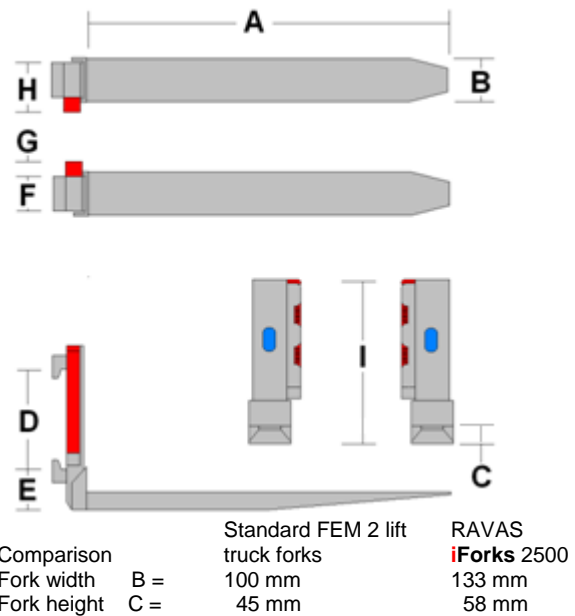 A
H
B
G
F
D
I
E
C
Standard FEM 2 lift RAVAS
Comparison truck forks iForks 2500
Fork width B = 100 mm 133 mm
Fork height C = 45 mm 58 mm